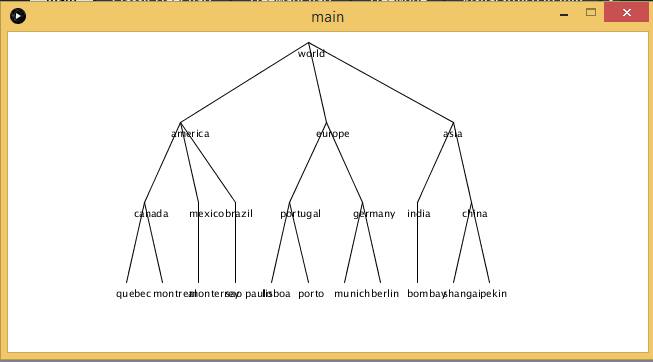 main
world
america europe asia
canada mexico brazil portugal germany india china
quebec montreal monterrey sao paulo lisboa porto munich berlin bombay shangai pekin